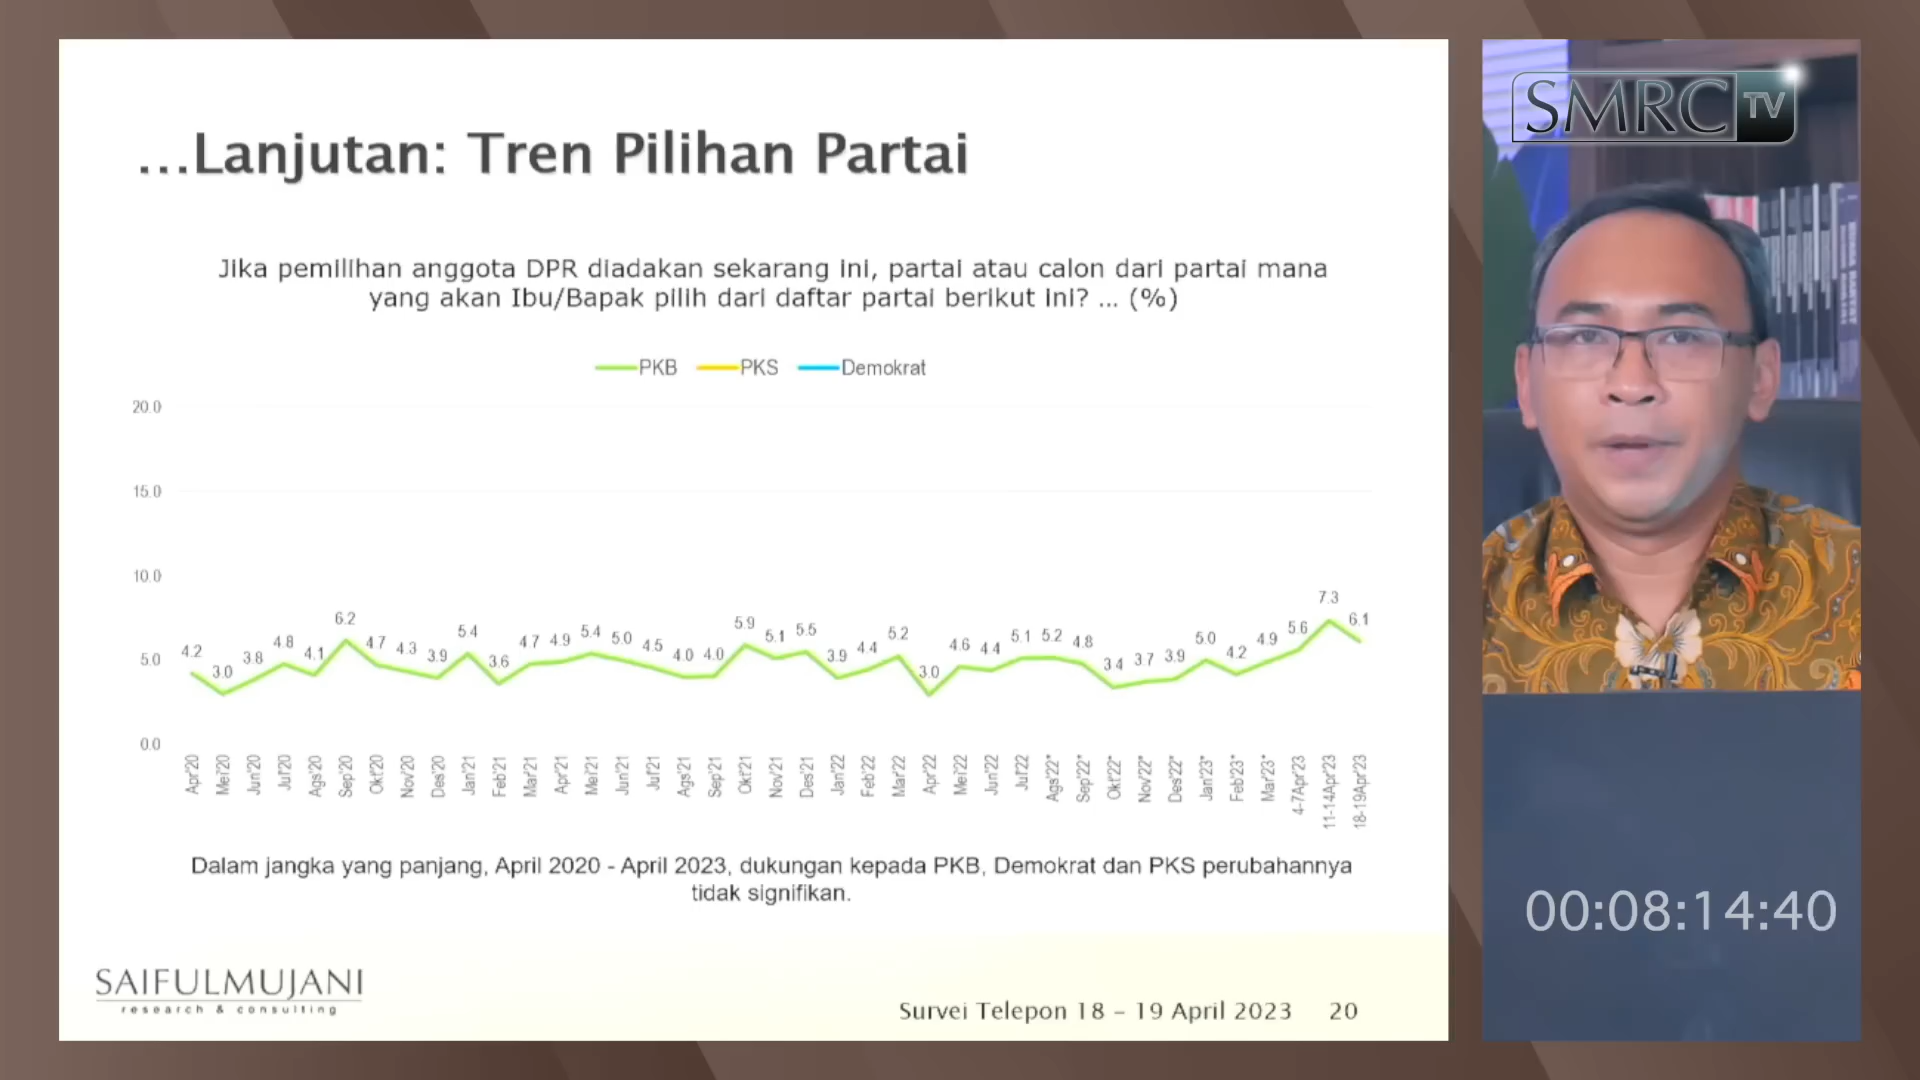 ...Lanjutan: Tren Pilihan Partai
SMRC TV
Jika pemilihan anggota DPR diadakan sekarang ini, partai atau calon dari partai mana
yang akan Ibu/Bapak pilih dari daftar partai berikut ini? ... (%)
PKB PKS Demokrat
20.0
15.0
10.0
5.0
0.0
4.2 3.0 3.8 4.8 4.1 6.2 4.7 4.3 3.9 5.4 3.6 4.7 4.9 5.4 5.0 4.5 4.0 4.0 5.9 5.1 5.5 3.9 4.4 5.2 3.0 4.6 4.4 5.1 5.2 4.8 3.4 3.7 3.9 5.0 4.2 4.9 5.6 7.3 6.1
Apr'20 Mei'20 Jun'20 Jul'20 Ags'20 Sep'20 Okt'20 Nov'20 Des'20 Jan'21 Feb'21 Mar'21 Apr'21 Mei'21 Jun'21 Jul'21 Ags'21 Sep'21 Okt'21 Nov'21 Des'21 Jan'22 Feb'22 Mar'22 Apr'22 Mei'22 Jun'22 Jul'22 Ags'22* Sep'22* Okt'22* Nov'22* Des'22* Jan'23* Feb'23* Mar'23* 4-7Apr'23 11-14Apr'23 18-19Apr'23
Dalam jangka yang panjang, April 2020 - April 2023, dukungan kepada PKB, Demokrat dan PKS perubahannya
tidak signifikan.
SAIFULMUJANI
research & consulting
Survei Telepon 18 – 19 April 2023 20
00:08:14:40